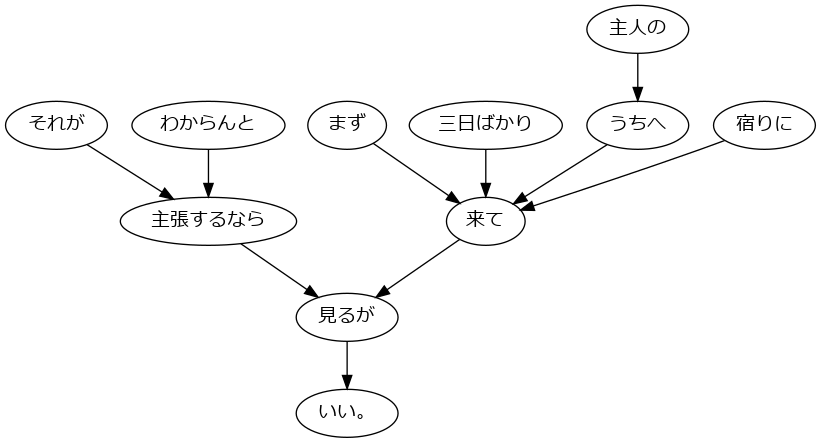 主人の
それが
わからんと
まず
三日ばかり
うちへ
宿りに
主張するなら
来て
見るが
いい。